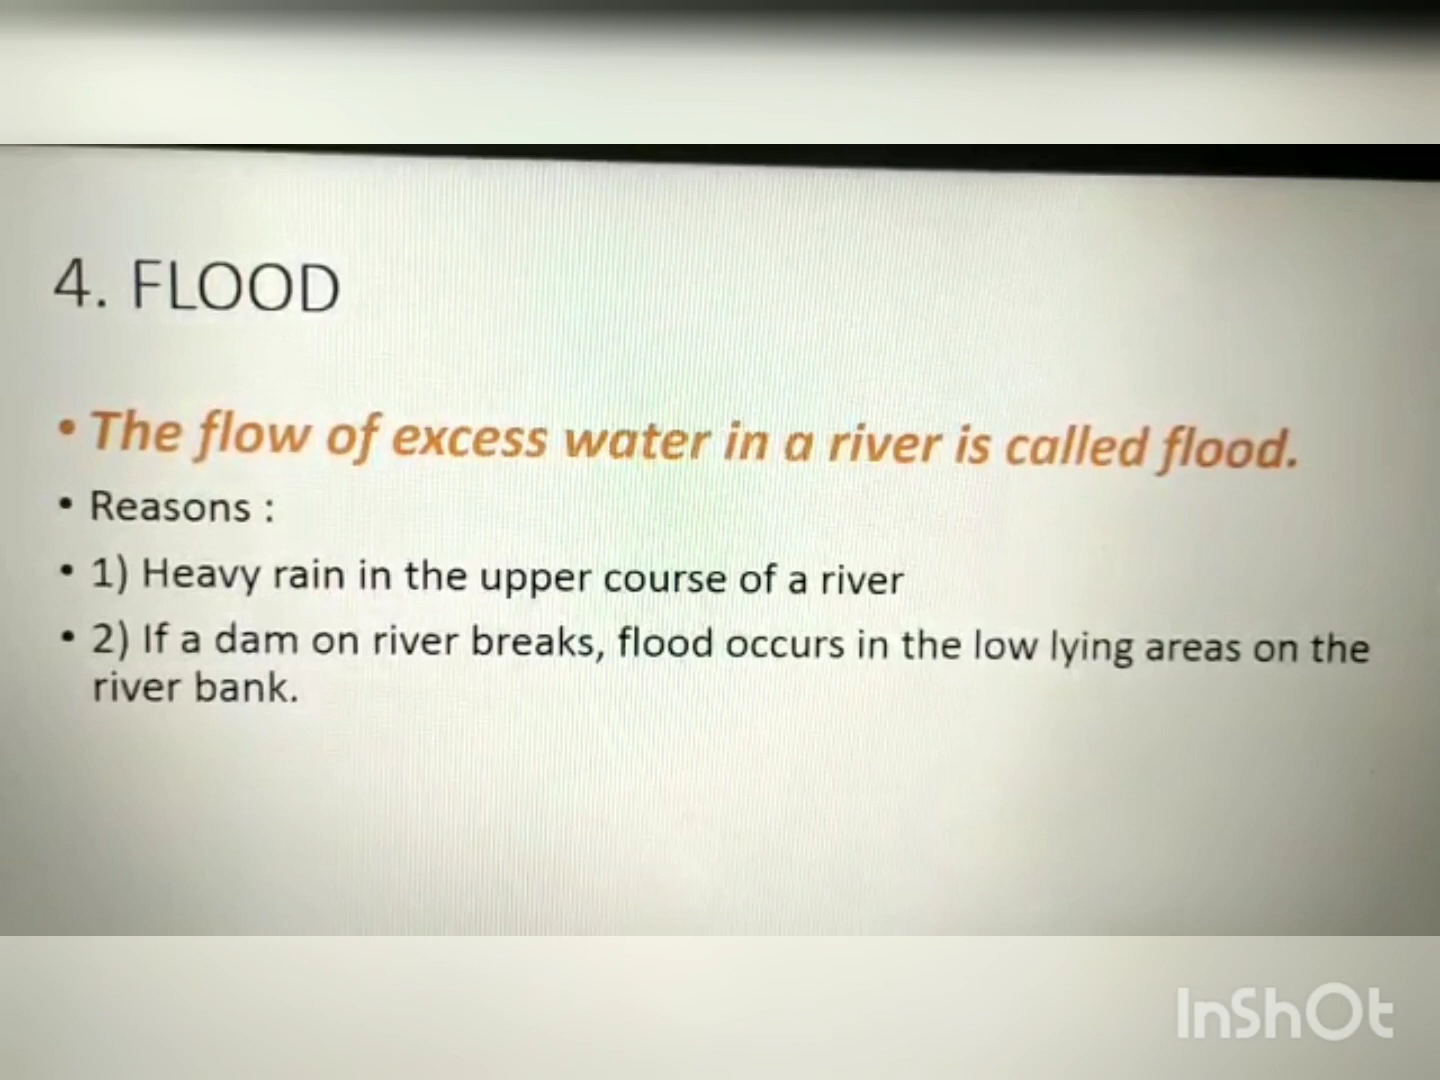 4. FLOOD
• The flow of excess water in a river is called flood.
• Reasons :
• 1) Heavy rain in the upper course of a river
• 2) If a dam on river breaks, flood occurs in the low lying areas on the
river bank.
InShOt